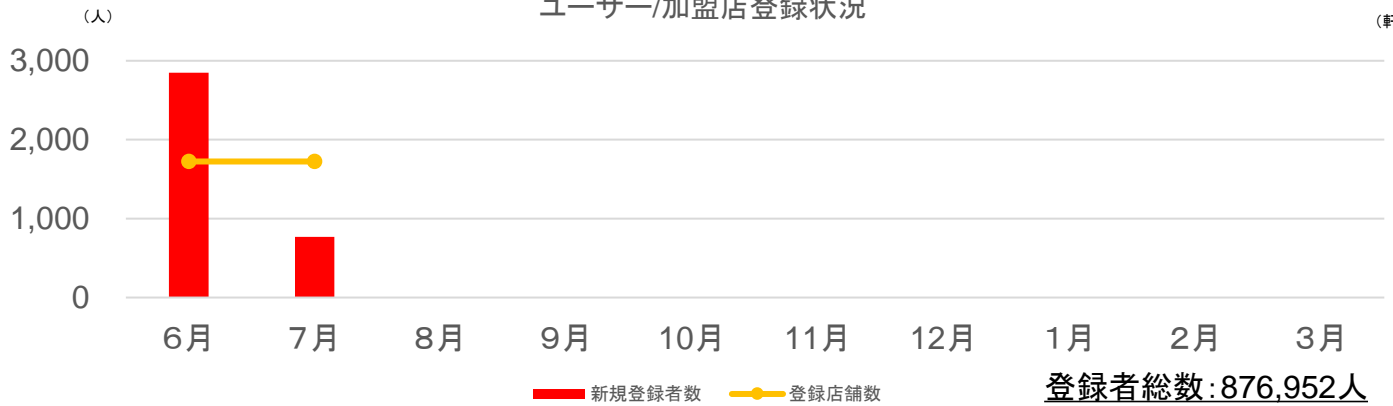 ユーザー/加盟店登録状況
（人）
（軒
3,000
2,000
1,000
0
6月 7月 8月 9月 10月 11月 12月 1月 2月 3月
新規登録者数 登録店舗数
登録者総数：876,952人